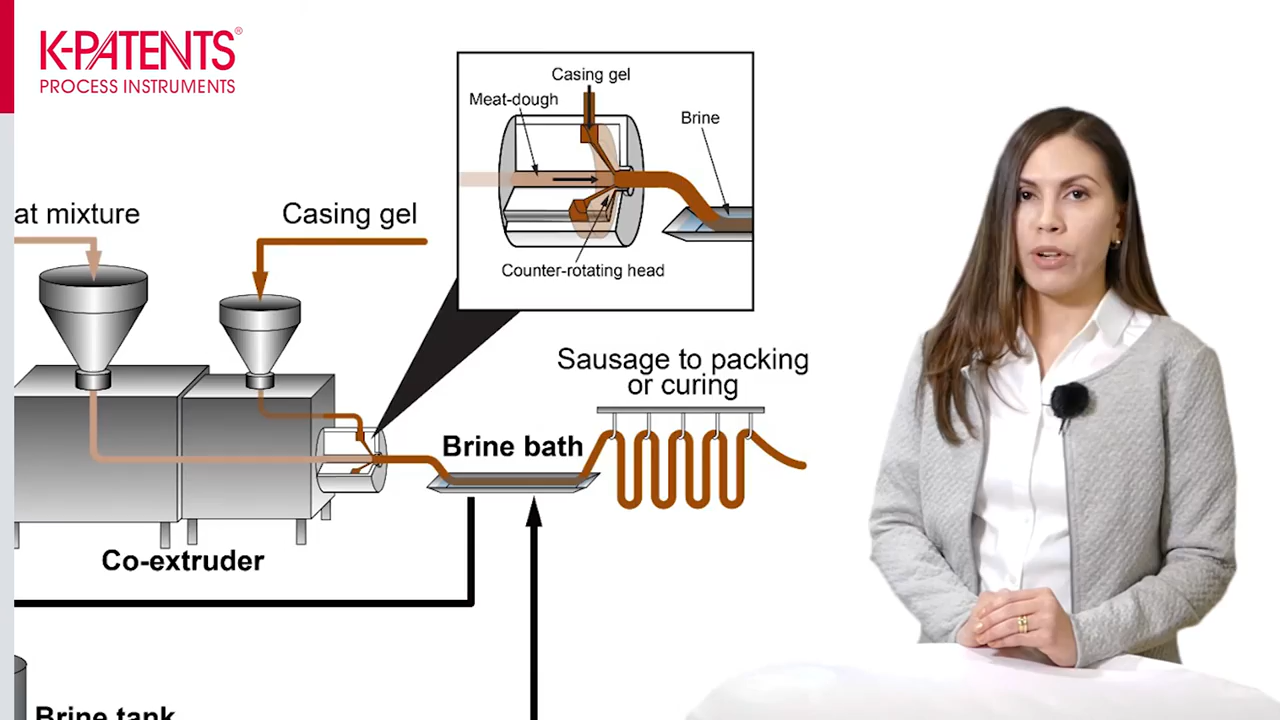 K-PATENTS®
PROCESS INSTRUMENTS
Casing gel
Meat-dough
Brine
Counter-rotating head
at mixture
Casing gel
Sausage to packing
or curing
Brine bath
Co-extruder
Brine tank